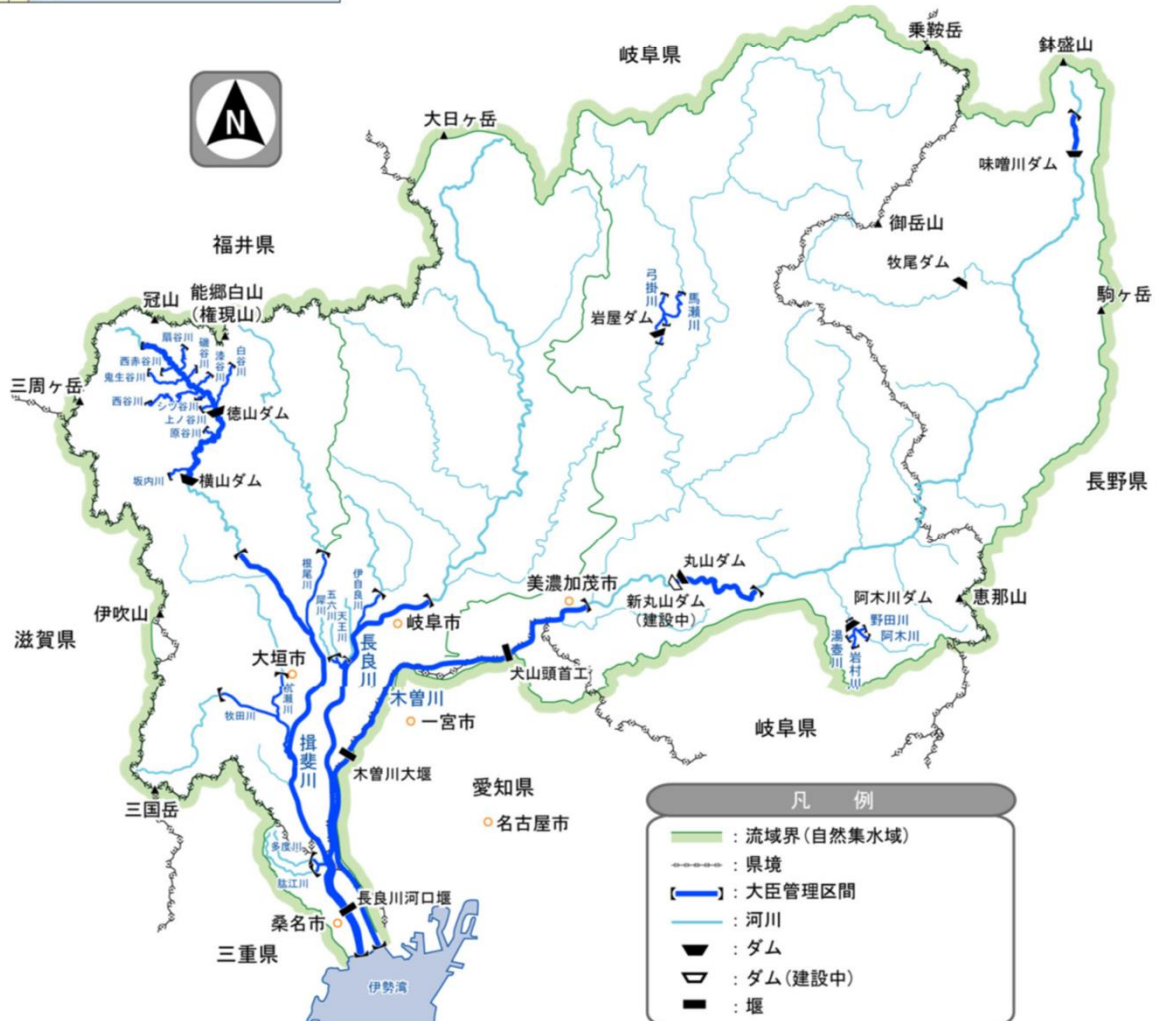 岐阜県
乗鞍岳
鉢盛山
N
大日ヶ岳
味噌川ダム
御岳山
福井県
牧尾ダム
弓掛川
馬瀬川
岩屋ダム
駒ヶ岳
冠山
能郷白山
(権現山)
扇谷川
磯谷川
漆谷川
白谷川
西赤谷川
鬼生谷川
三周ヶ岳
西谷川
シツ谷川
徳山ダム
上ノ谷川
原谷川
坂内川
横山ダム
長野県
根尾川
伊自良川
五六川
犀川
天王川
美濃加茂市
丸山ダム
新丸山ダム
(建設中)
阿木川ダム
恵那山
野田川
阿木川
湯壷川
岩村川
伊吹山
滋賀県
岐阜市
長良川
大垣市
犬山頭首工
杭瀬川
牧田川
木曽川
一宮市
岐阜県
揖斐川
木曽川大堰
愛知県
三国岳
名古屋市
多度川
肱江川
長良川河口堰
桑名市
三重県
伊勢湾
凡 例
:流域界(自然集水域)
:県境
:大臣管理区間
:河川
:ダム
:ダム(建設中)
:堰